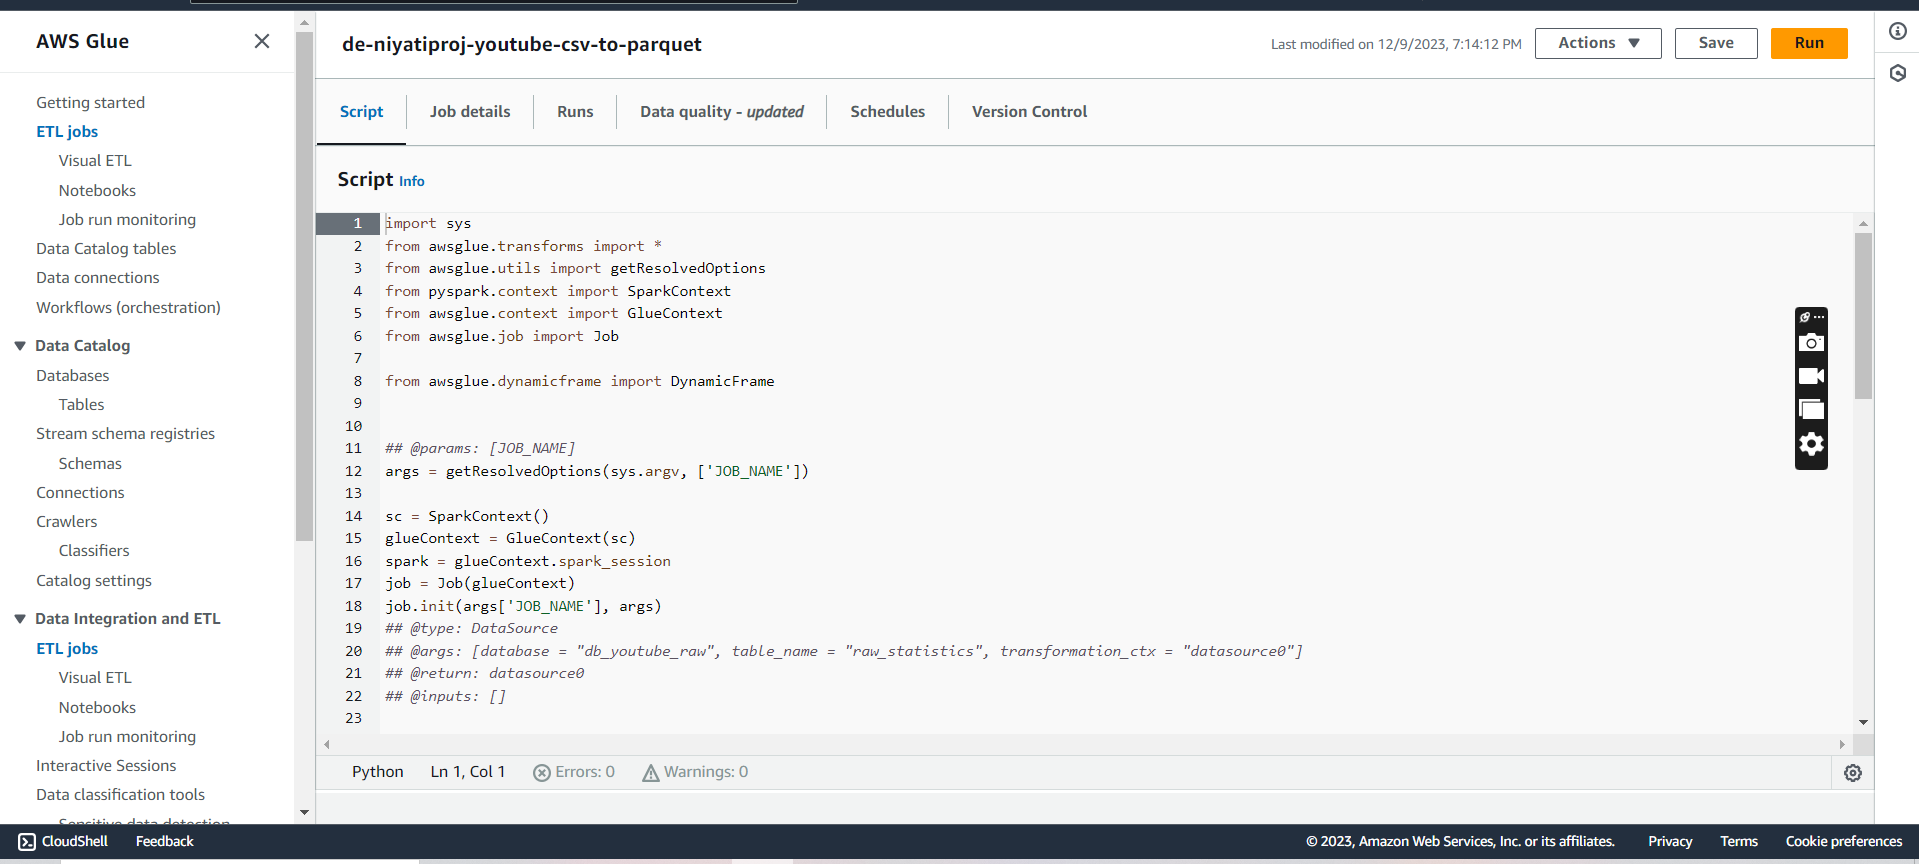 AWS Glue
Getting started
ETL jobs
Visual ETL
Notebooks
Job run monitoring
Data Catalog tables
Data connections
Workflows (orchestration)
Data Catalog
Databases
Tables
Stream schema registries
Schemas
Connections
Crawlers
Classifiers
Catalog settings
Data Integration and ETL
ETL jobs
Visual ETL
Notebooks
Job run monitoring
Interactive Sessions
Data classification tools
Sensitive data detection
de-niyatiproj-youtube-csv-to-parquet
Last modified on 12/9/2023, 7:14:12 PM
Actions
Save
Run
Script
Job details
Runs
Data quality - updated
Schedules
Version Control
Script Info
1 import sys
2 from awsglue.transforms import *
3 from awsglue.utils import getResolvedOptions
4 from pyspark.context import SparkContext
5 from awsglue.context import GlueContext
6 from awsglue.job import Job
7
8 from awsglue.dynamicframe import DynamicFrame
9
10
11 ## @params: [JOB_NAME]
12 args = getResolvedOptions(sys.argv, ['JOB_NAME'])
13
14 sc = SparkContext()
15 glueContext = GlueContext(sc)
16 spark = glueContext.spark_session
17 job = Job(glueContext)
18 job.init(args['JOB_NAME'], args)
19 ## @type: DataSource
20 ## @args: [database = "db_youtube_raw", table_name = "raw_statistics", transformation_ctx = "datasource0"]
21 ## @return: datasource0
22 ## @inputs: []
23
Python Ln 1, Col 1 Errors: 0 Warnings: 0
CloudShell Feedback © 2023, Amazon Web Services, Inc. or its affiliates. Privacy Terms Cookie preferences